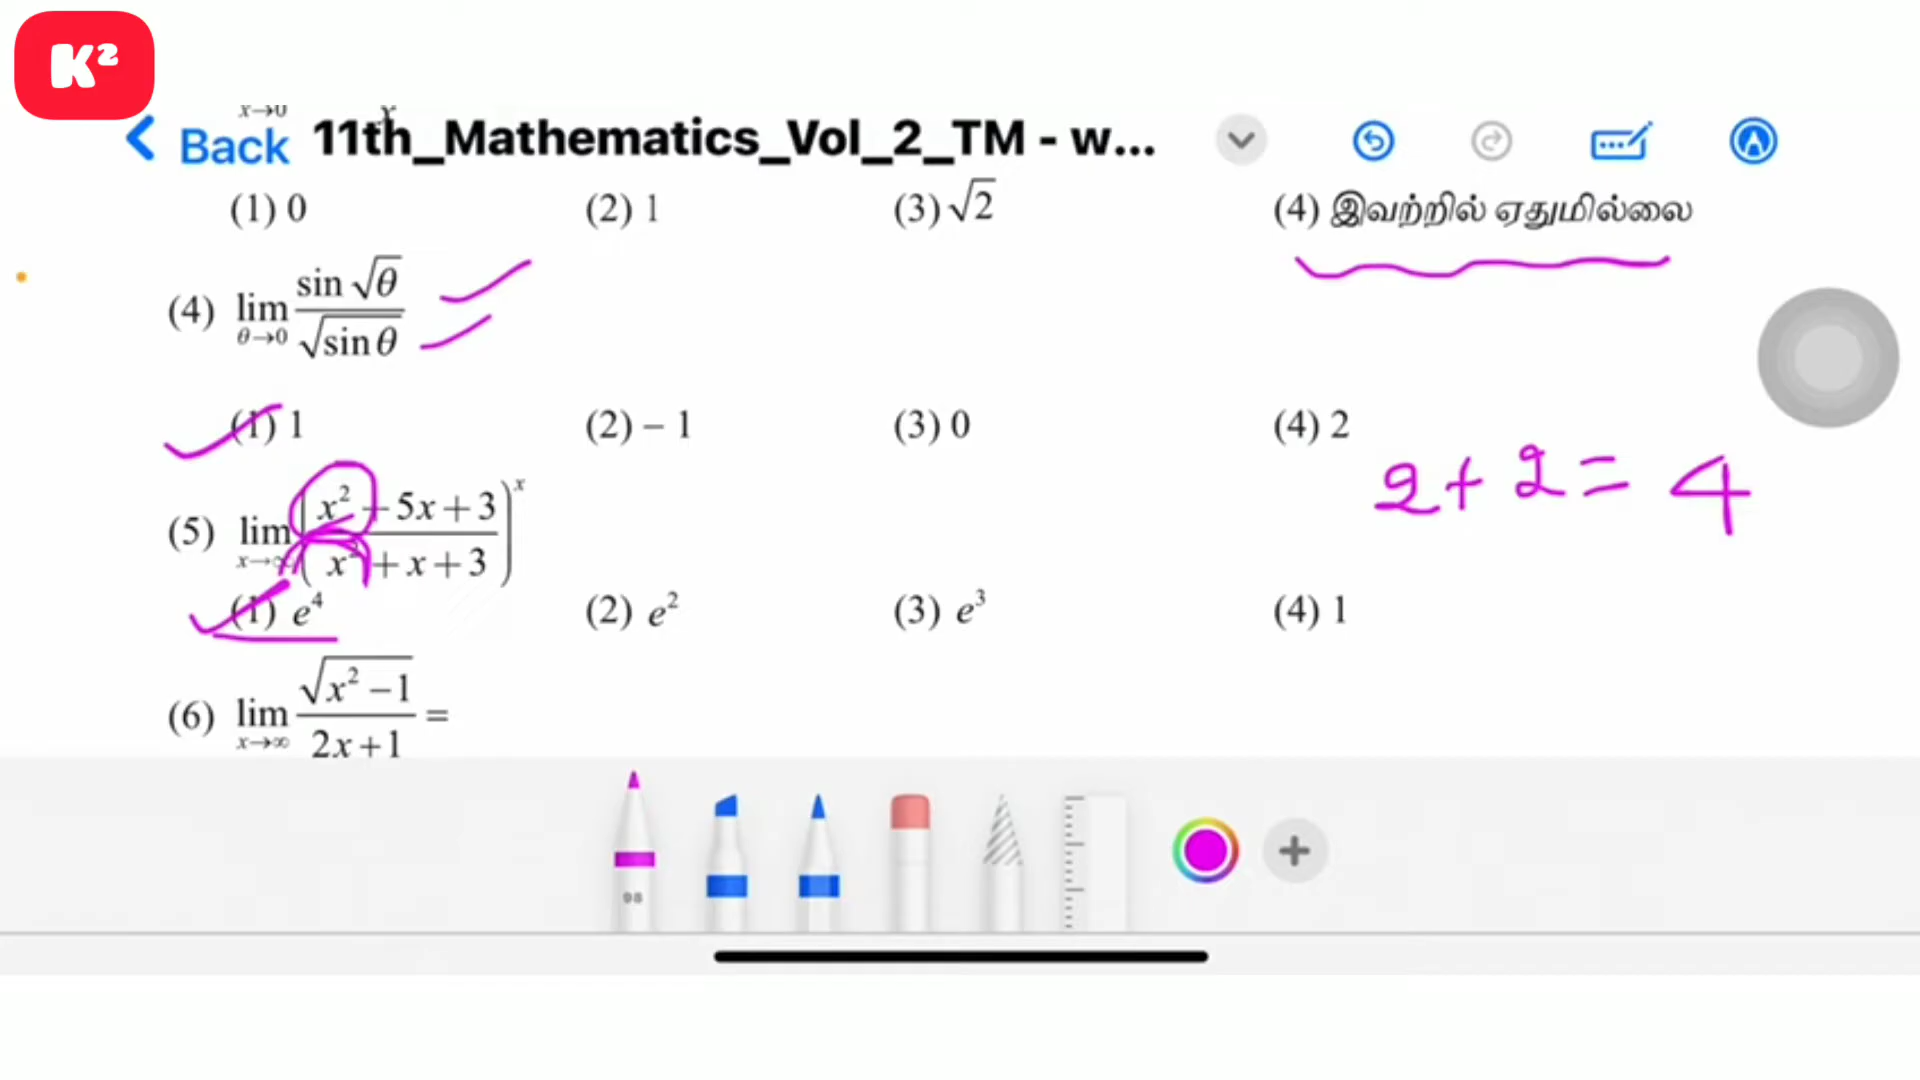 K²
x→0 x
Back 11th_Mathematics_Vol_2_TM - w...
(1) 0 (2) 1 (3) √2 (4) இவற்றில் ஏதுமில்லை
(4) lim θ→0 sin √θ / √sin θ
(1) 1 (2) – 1 (3) 0 (4) 2
2+2=4
(5) lim x→∞ (x² + 5x + 3 / x² + x + 3)^x
(1) e⁴ (2) e² (3) e³ (4) 1
(6) lim x→∞ √x² – 1 / 2x + 1 =
98